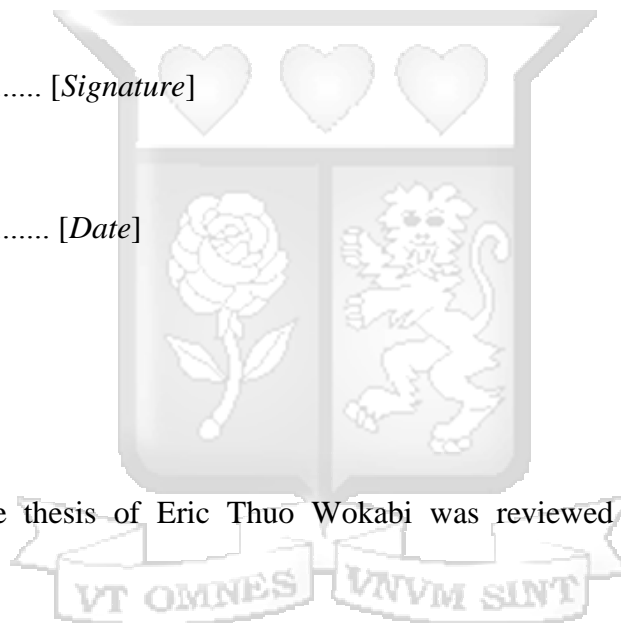 ..... [Signature]
...... [Date]
e thesis of Eric Thuo Wokabi was reviewed
VT OMNES VNVM SINT